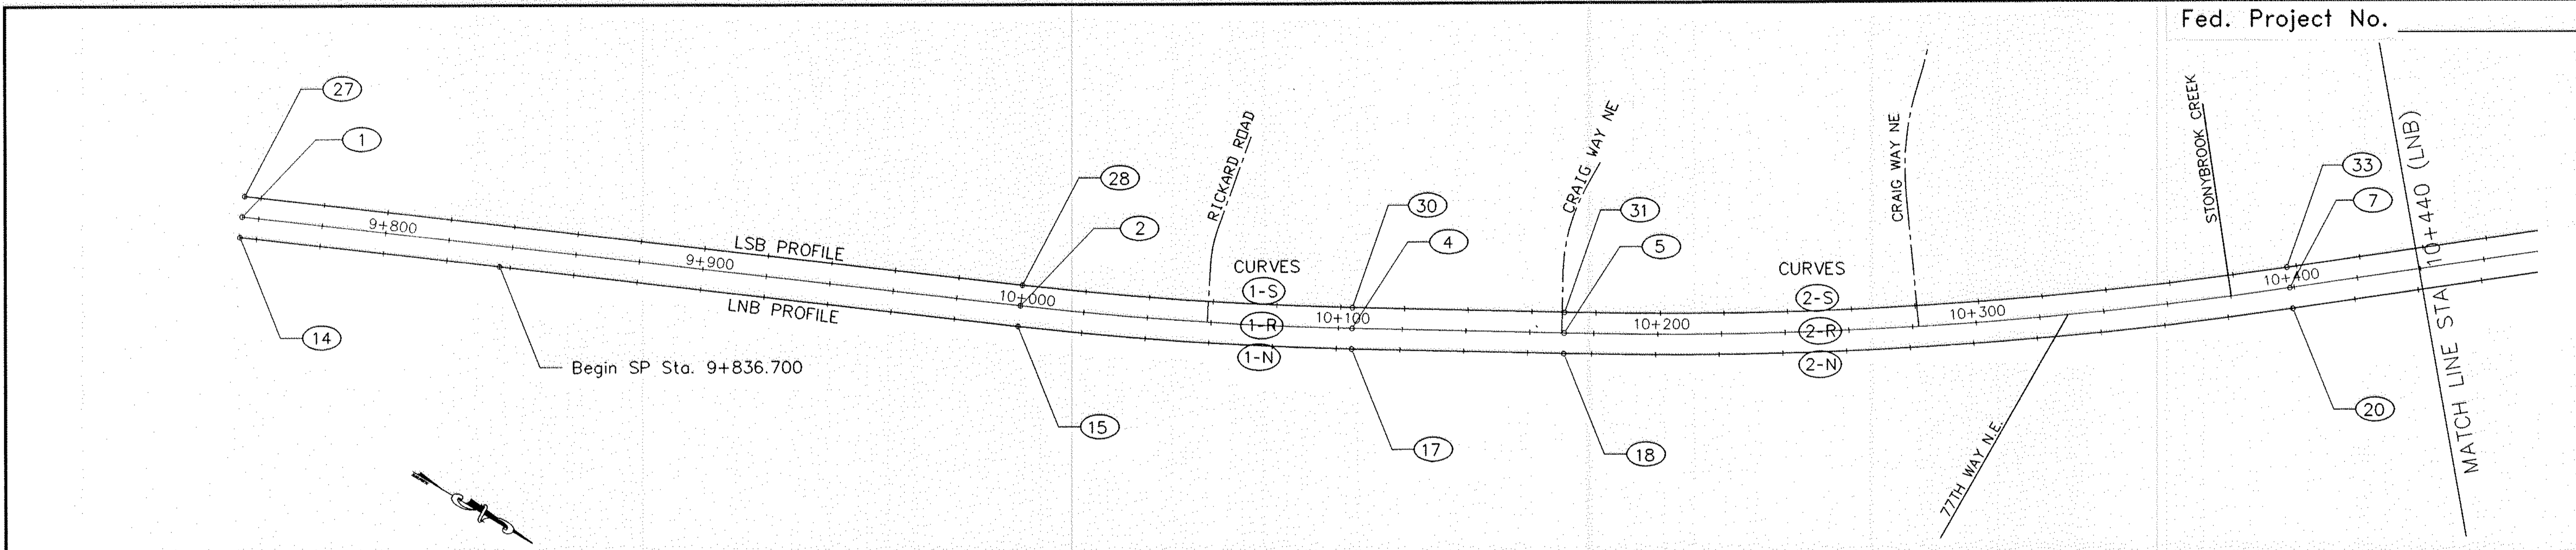 Fed. Project No.
27
1
28
2
30
4
31
5
33
7
RICKARD ROAD
CRAIG WAY NE
CRAIG WAY NE
STONYBROOK CREEK
MATCH LINE STA 10+440 (LNB)
9+800
LSB PROFILE
9+900
LNB PROFILE
10+000
CURVES
1-S
1-R
1-N
10+100
10+200
CURVES
2-S
2-R
2-N
10+300
10+400
14
Begin SP Sta. 9+836.700
15
17
18
77TH WAY N.E.
20